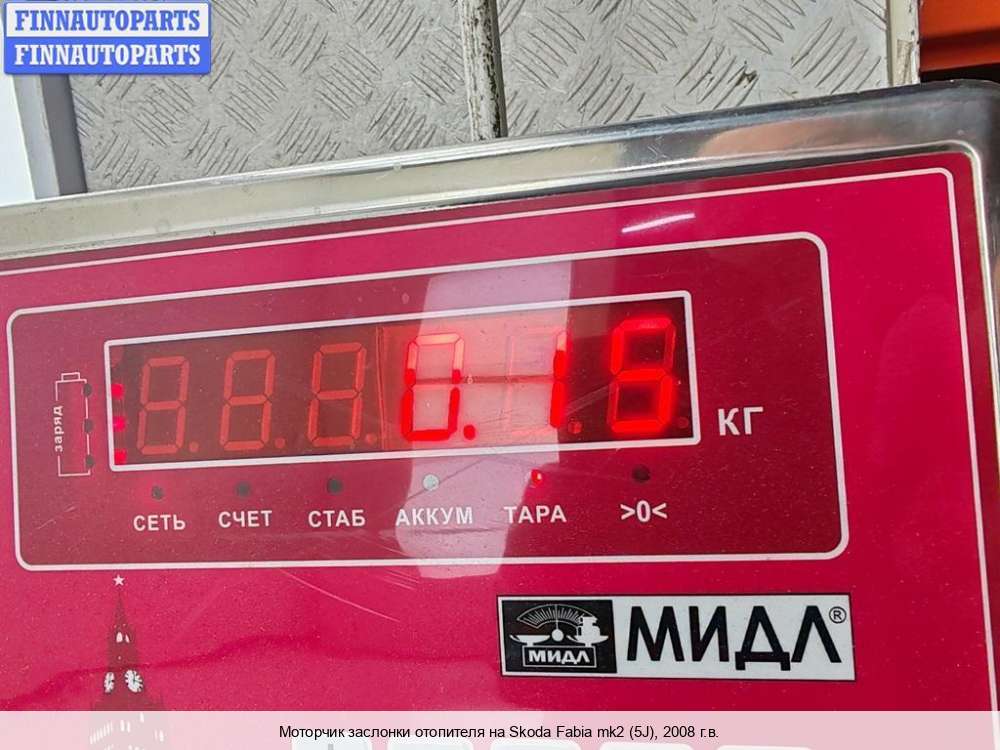 FINNAUTOPARTS
FINNAUTOPARTS
заряд
0.16
КГ
СЕТЬ СЧЕТ СТАБ АККУМ ТАРА >0<
МИДЛ МИДЛ®
Моторчик заслонки отопителя на Skoda Fabia mk2 (5J), 2008 г.в.